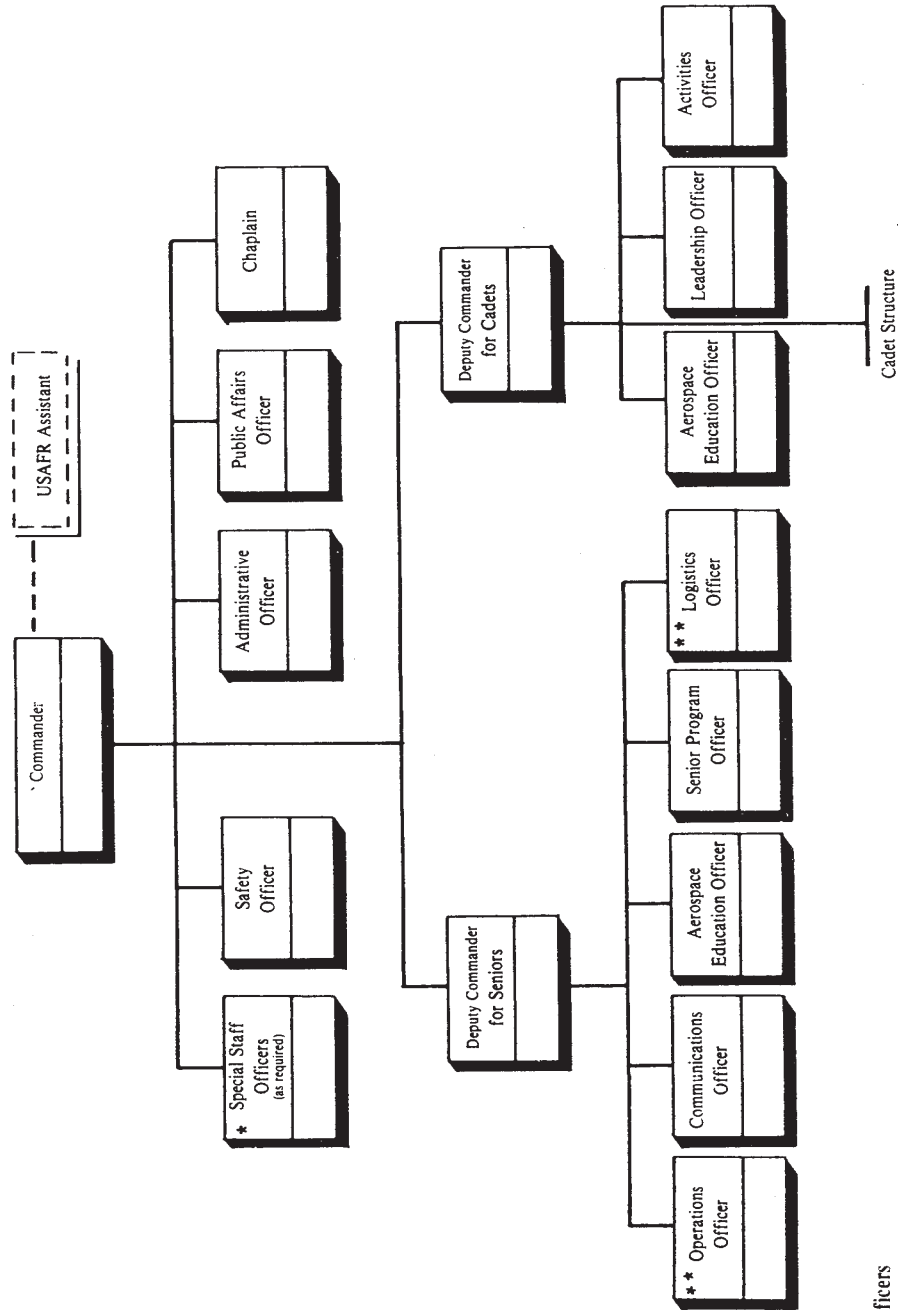 Commander
USAFR Assistant
* Special Staff
Officers
(as required)
Safety
Officer
Administrative
Officer
Public Affairs
Officer
Chaplain
Deputy Commander
for Seniors
Deputy Commander
for Cadets
** Operations
Officer
Communications
Officer
Aerospace
Education Officer
Senior Program
Officer
** Logistics
Officer
Aerospace
Education Officer
Leadership Officer
Activities
Officer
Cadet Structure
ficers